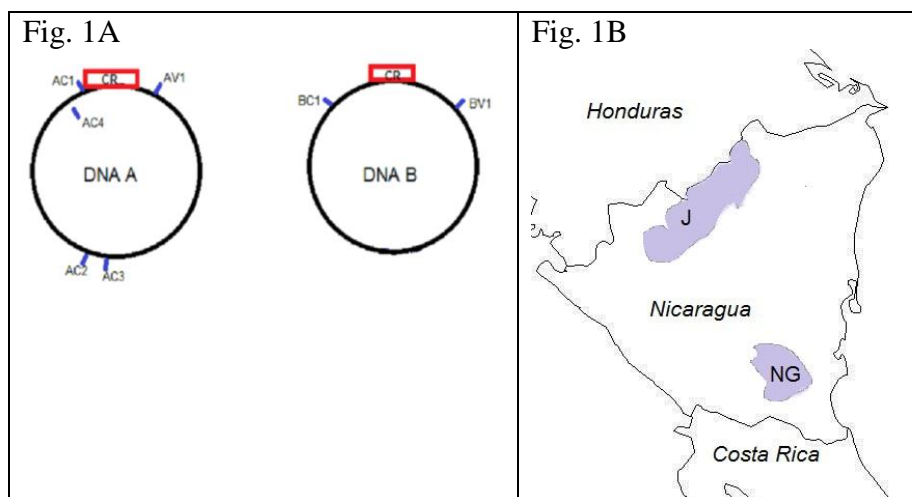 Fig. 1A
CR
AC1
AV1
AC4
DNA A
AC2
AC3
CR
BC1
BV1
DNA B
Fig. 1B
Honduras
J
Nicaragua
NG
Costa Rica